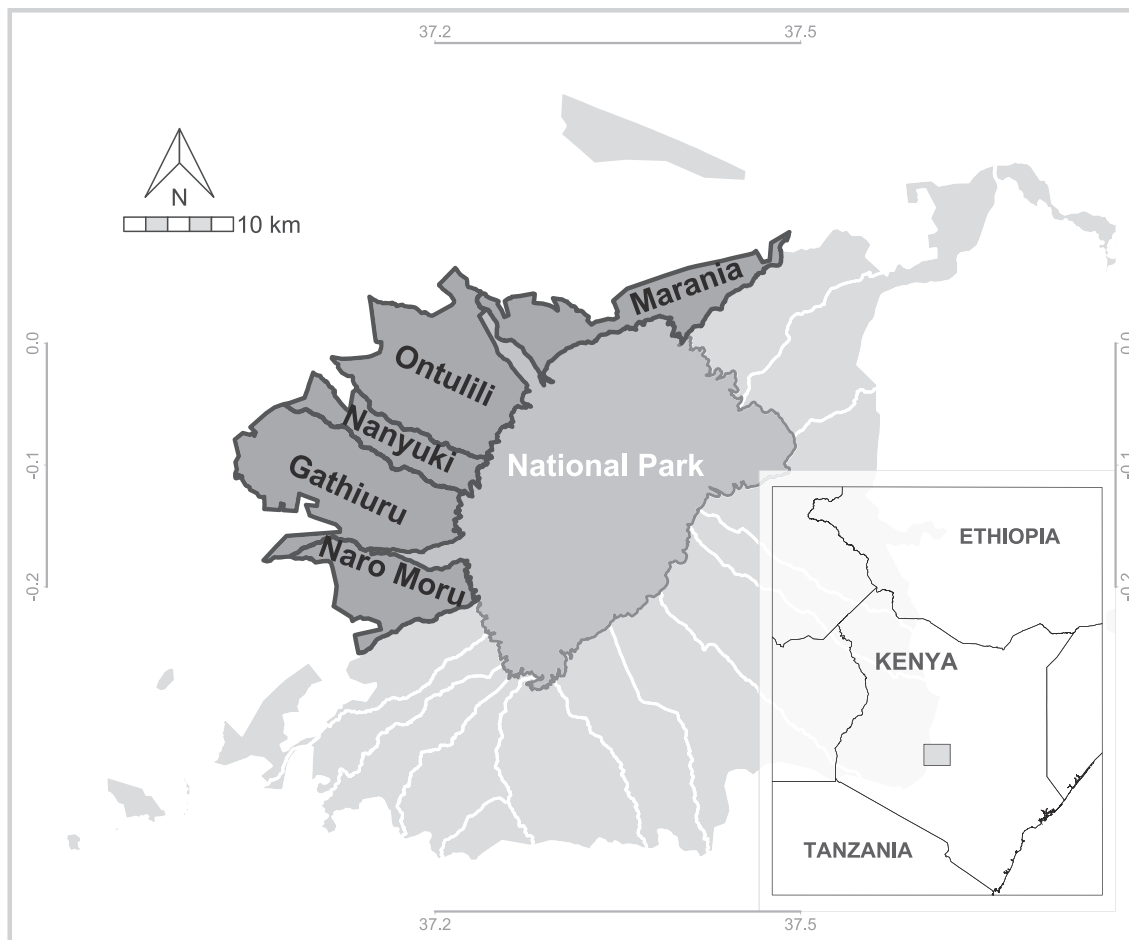 37.2
37.5
N
10 km
Marania
0.0
0.0
Ontulili
Nanyuki
National Park
-0.1
-0.1
Gathiuru
ETHIOPIA
Naro Moru
-0.2
-0.2
KENYA
TANZANIA
37.2
37.5